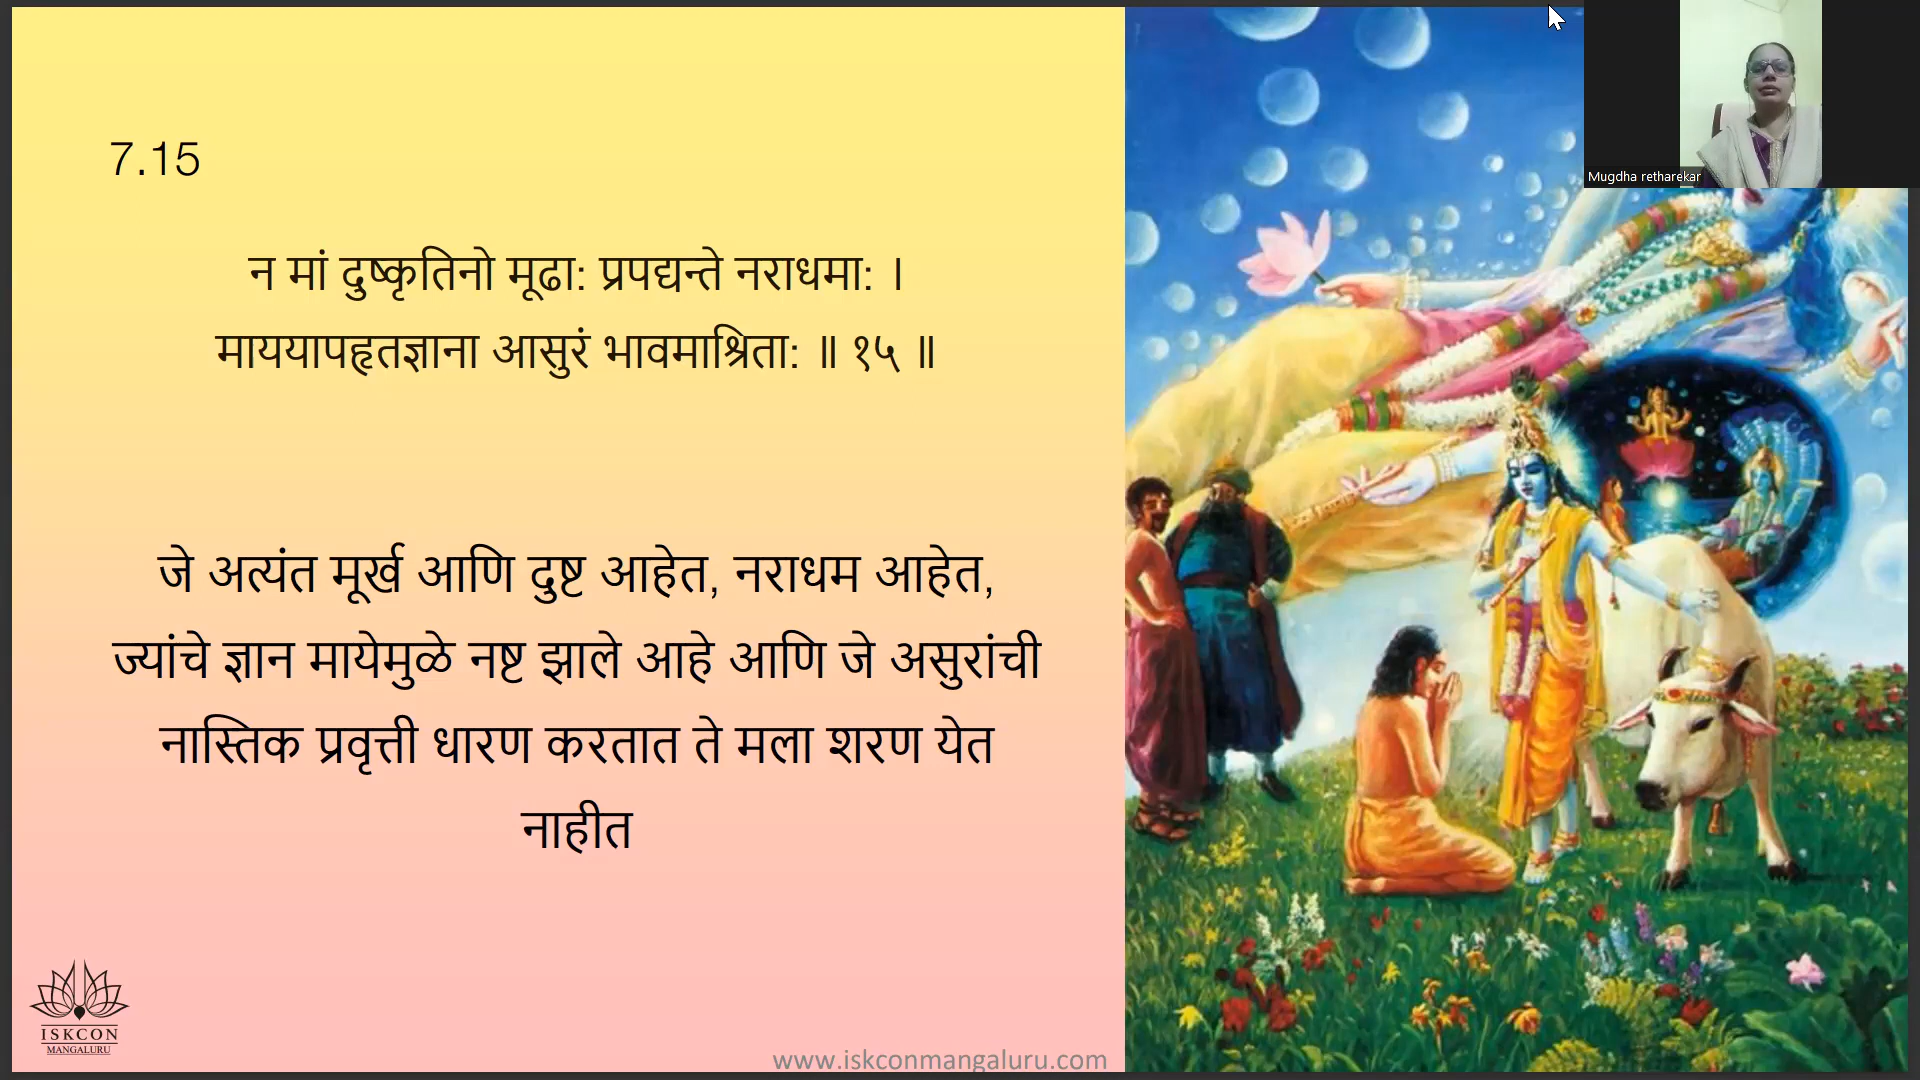 7.15
न मां दुष्कृतिनो मूढा: प्रपद्यन्ते नराधमा: ।
माययापहृतज्ञाना आसुरं भावमाश्रिता: ॥ १५ ॥
जे अत्यंत मूर्ख आणि दुष्ट आहेत, नराधम आहेत,
ज्यांचे ज्ञान मायेमुळे नष्ट झाले आहे आणि जे असुरांची
नास्तिक प्रवृत्ती धारण करतात ते मला शरण येत
नाहीत
ISKCON
MANGALURU
www.iskconmangaluru.com
Mugdha retharekar